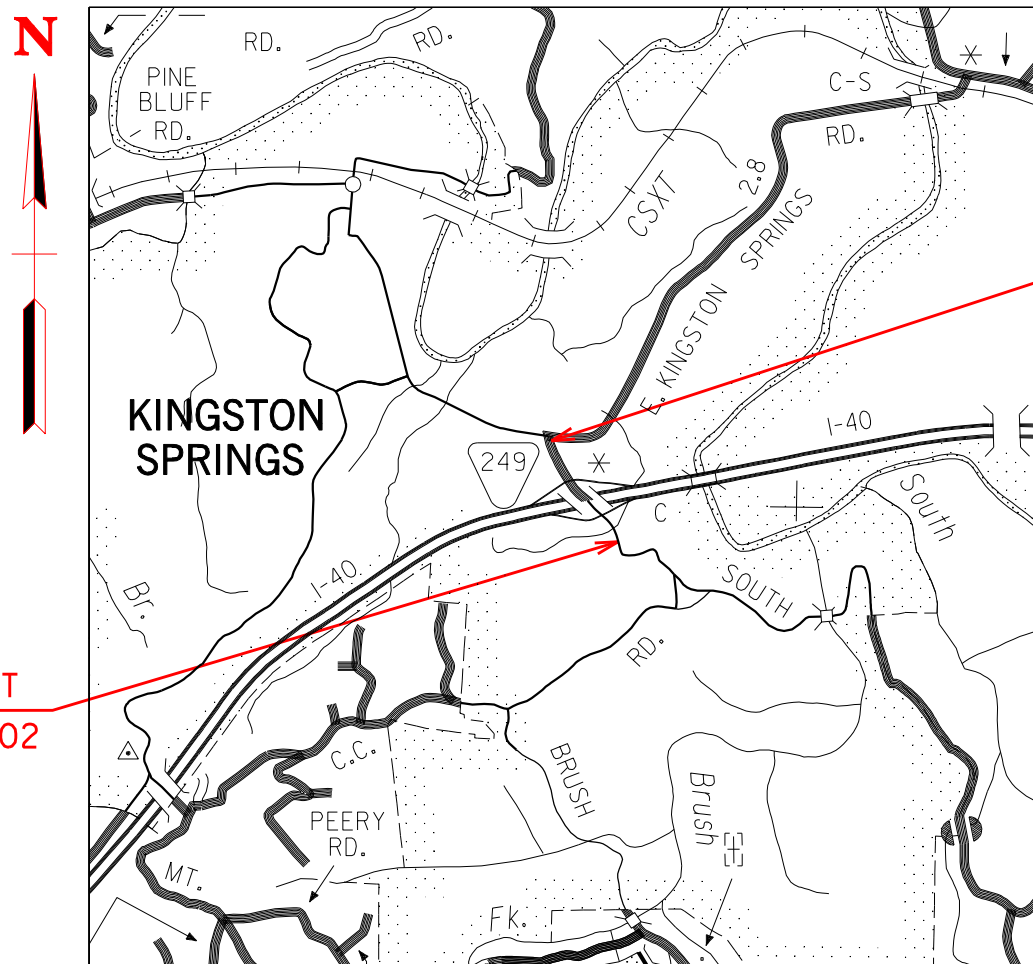 N
RD.
RD.
PINE
BLUFF
RD.
C-S
RD.
2.8
CSXT
E. KINGSTON SPRINGS
KINGSTON
SPRINGS
249
I-40
C
South
I-40
Br.
SOUTH
RD.
T
02
C.C.
BRUSH
Brush
PEERY
RD.
MT.
Fk.